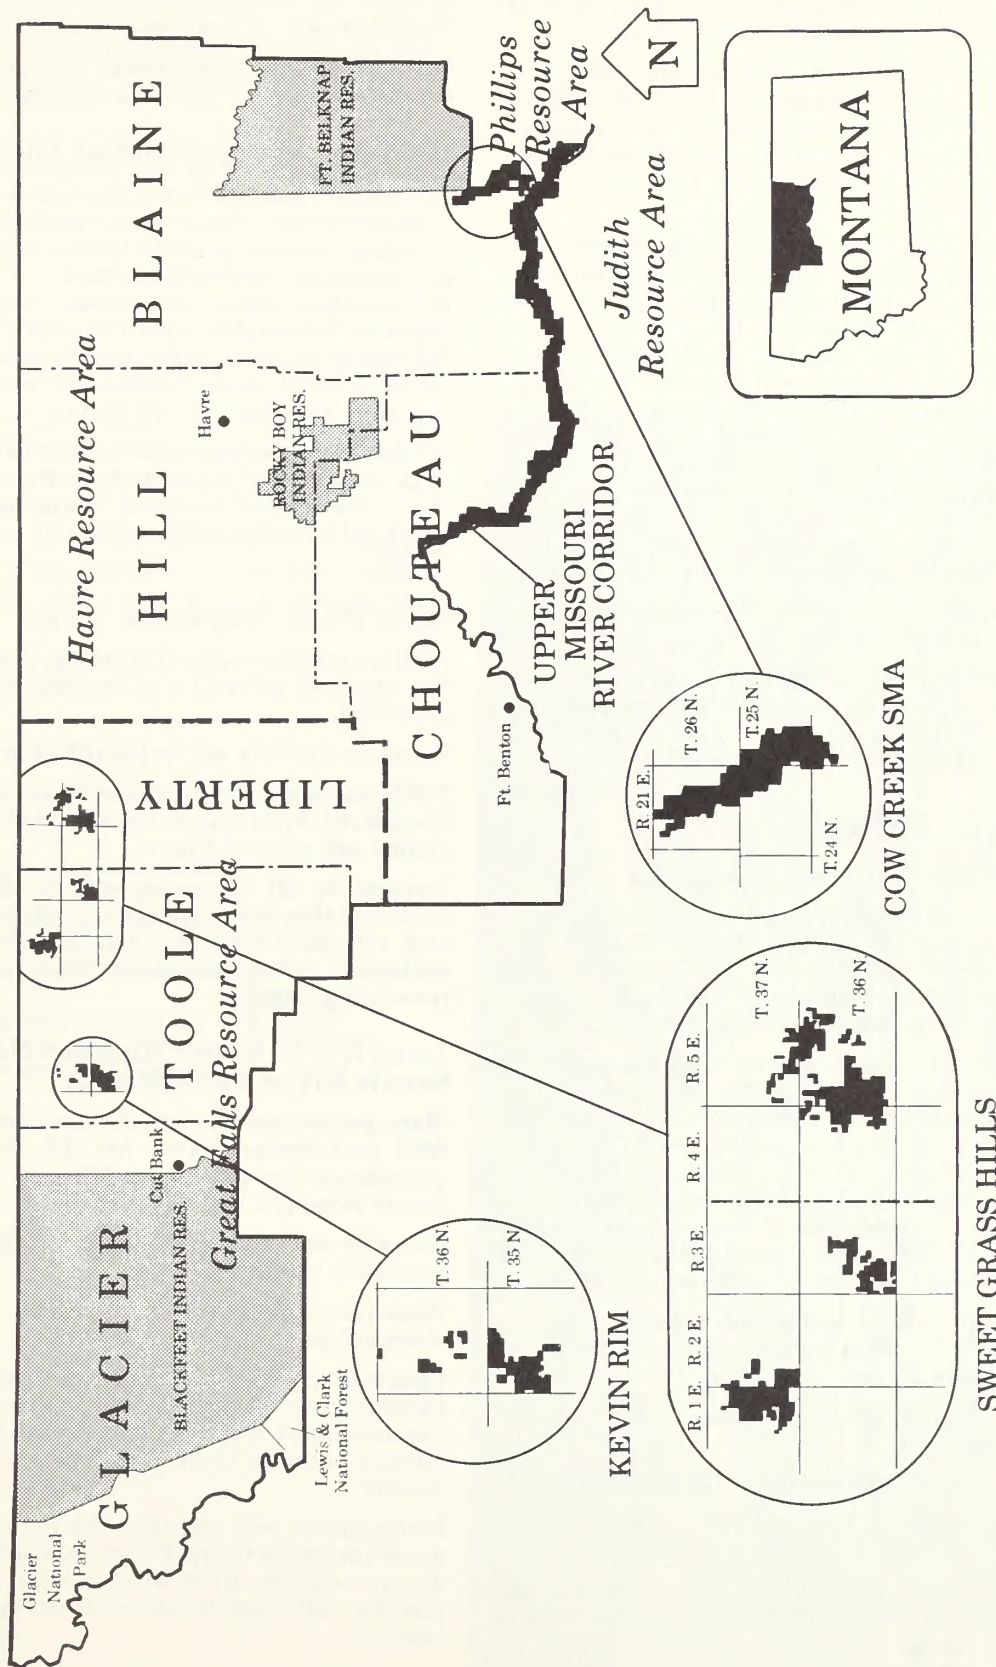 Glacier
National
Park
GLACIER
BLACKFEET INDIAN RES.
Cut Bank
Lewis & Clark
National Forest
TOOLE
Great Falls Resource Area
LIBERTY
Havre Resource Area
HILL
Havre
ROCKY BOY
INDIAN RES.
BLAINE
FT. BELKNAP
INDIAN RES.
CHOUTEAU
Ft. Benton
UPPER
MISSOURI
RIVER CORRIDOR
Phillips
Resource
Area
Judith
Resource Area
N
MONTANA
T. 36 N.
T. 35 N.
KEVIN RIM
R. 1 E.
R. 2 E.
R.3 E.
R. 4 E.
R. 5 E.
T. 37 N.
T. 36 N.
SWEET GRASS HILLS
R. 21 E.
T. 26 N.
T. 25 N.
T. 24 N.
COW CREEK SMA